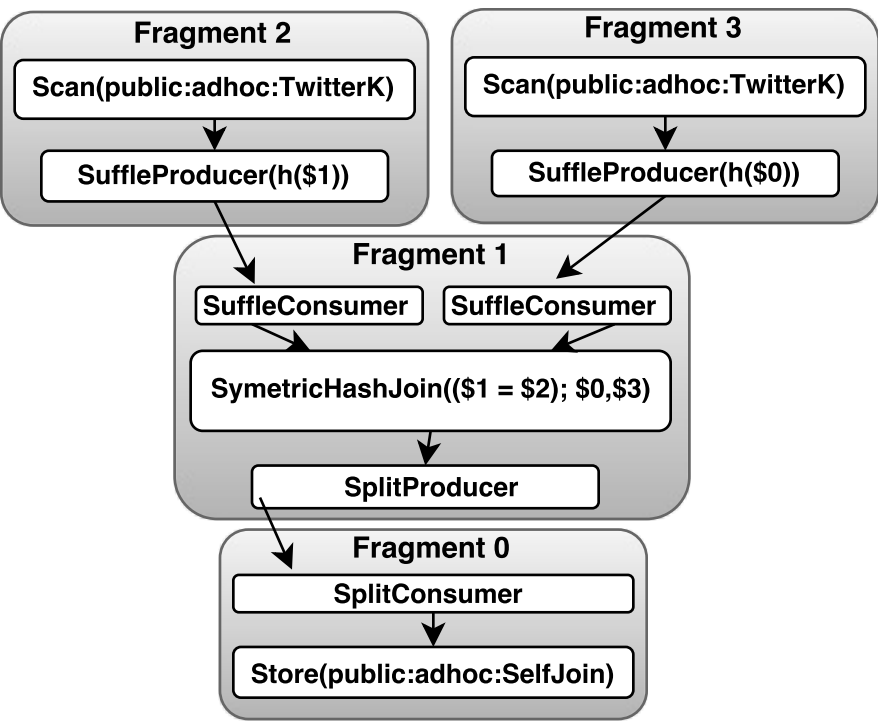 Fragment 2
Scan(public:adhoc:TwitterK)
SuffleProducer(h($1))
Fragment 3
Scan(public:adhoc:TwitterK)
SuffleProducer(h($0))
Fragment 1
SuffleConsumer
SuffleConsumer
SymetricHashJoin(($1 = $2); $0,$3)
SplitProducer
Fragment 0
SplitConsumer
Store(public:adhoc:SelfJoin)